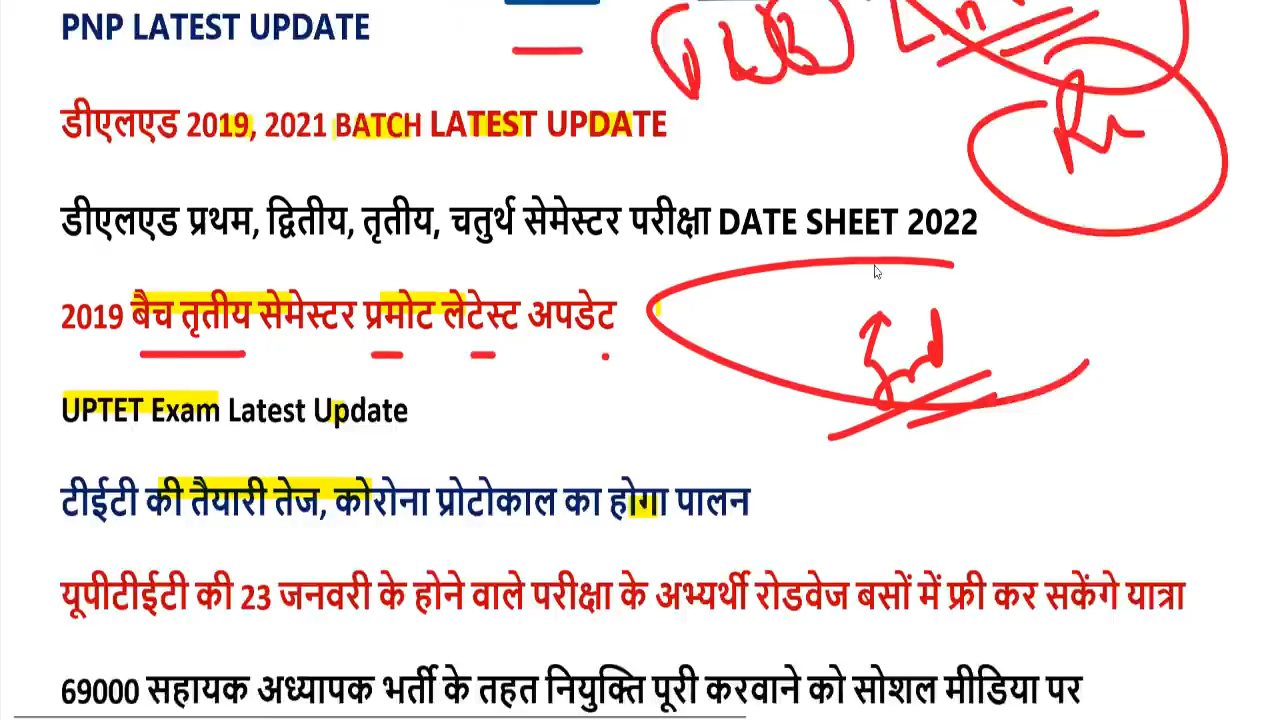 PNP LATEST UPDATE
डीएलएड 2019, 2021 BATCH LATEST UPDATE
डीएलएड प्रथम, द्वितीय, तृतीय, चतुर्थ सेमेस्टर परीक्षा DATE SHEET 2022
2019 बैच तृतीय सेमेस्टर प्रमोट लेटेस्ट अपडेट
UPTET Exam Latest Update
टीईटी की तैयारी तेज, कोरोना प्रोटोकाल का होगा पालन
यूपीटीईटी की 23 जनवरी के होने वाले परीक्षा के अभ्यर्थी रोडवेज बसों में फ्री कर सकेंगे यात्रा
69000 सहायक अध्यापक भर्ती के तहत नियुक्ति पूरी करवाने को सोशल मीडिया पर